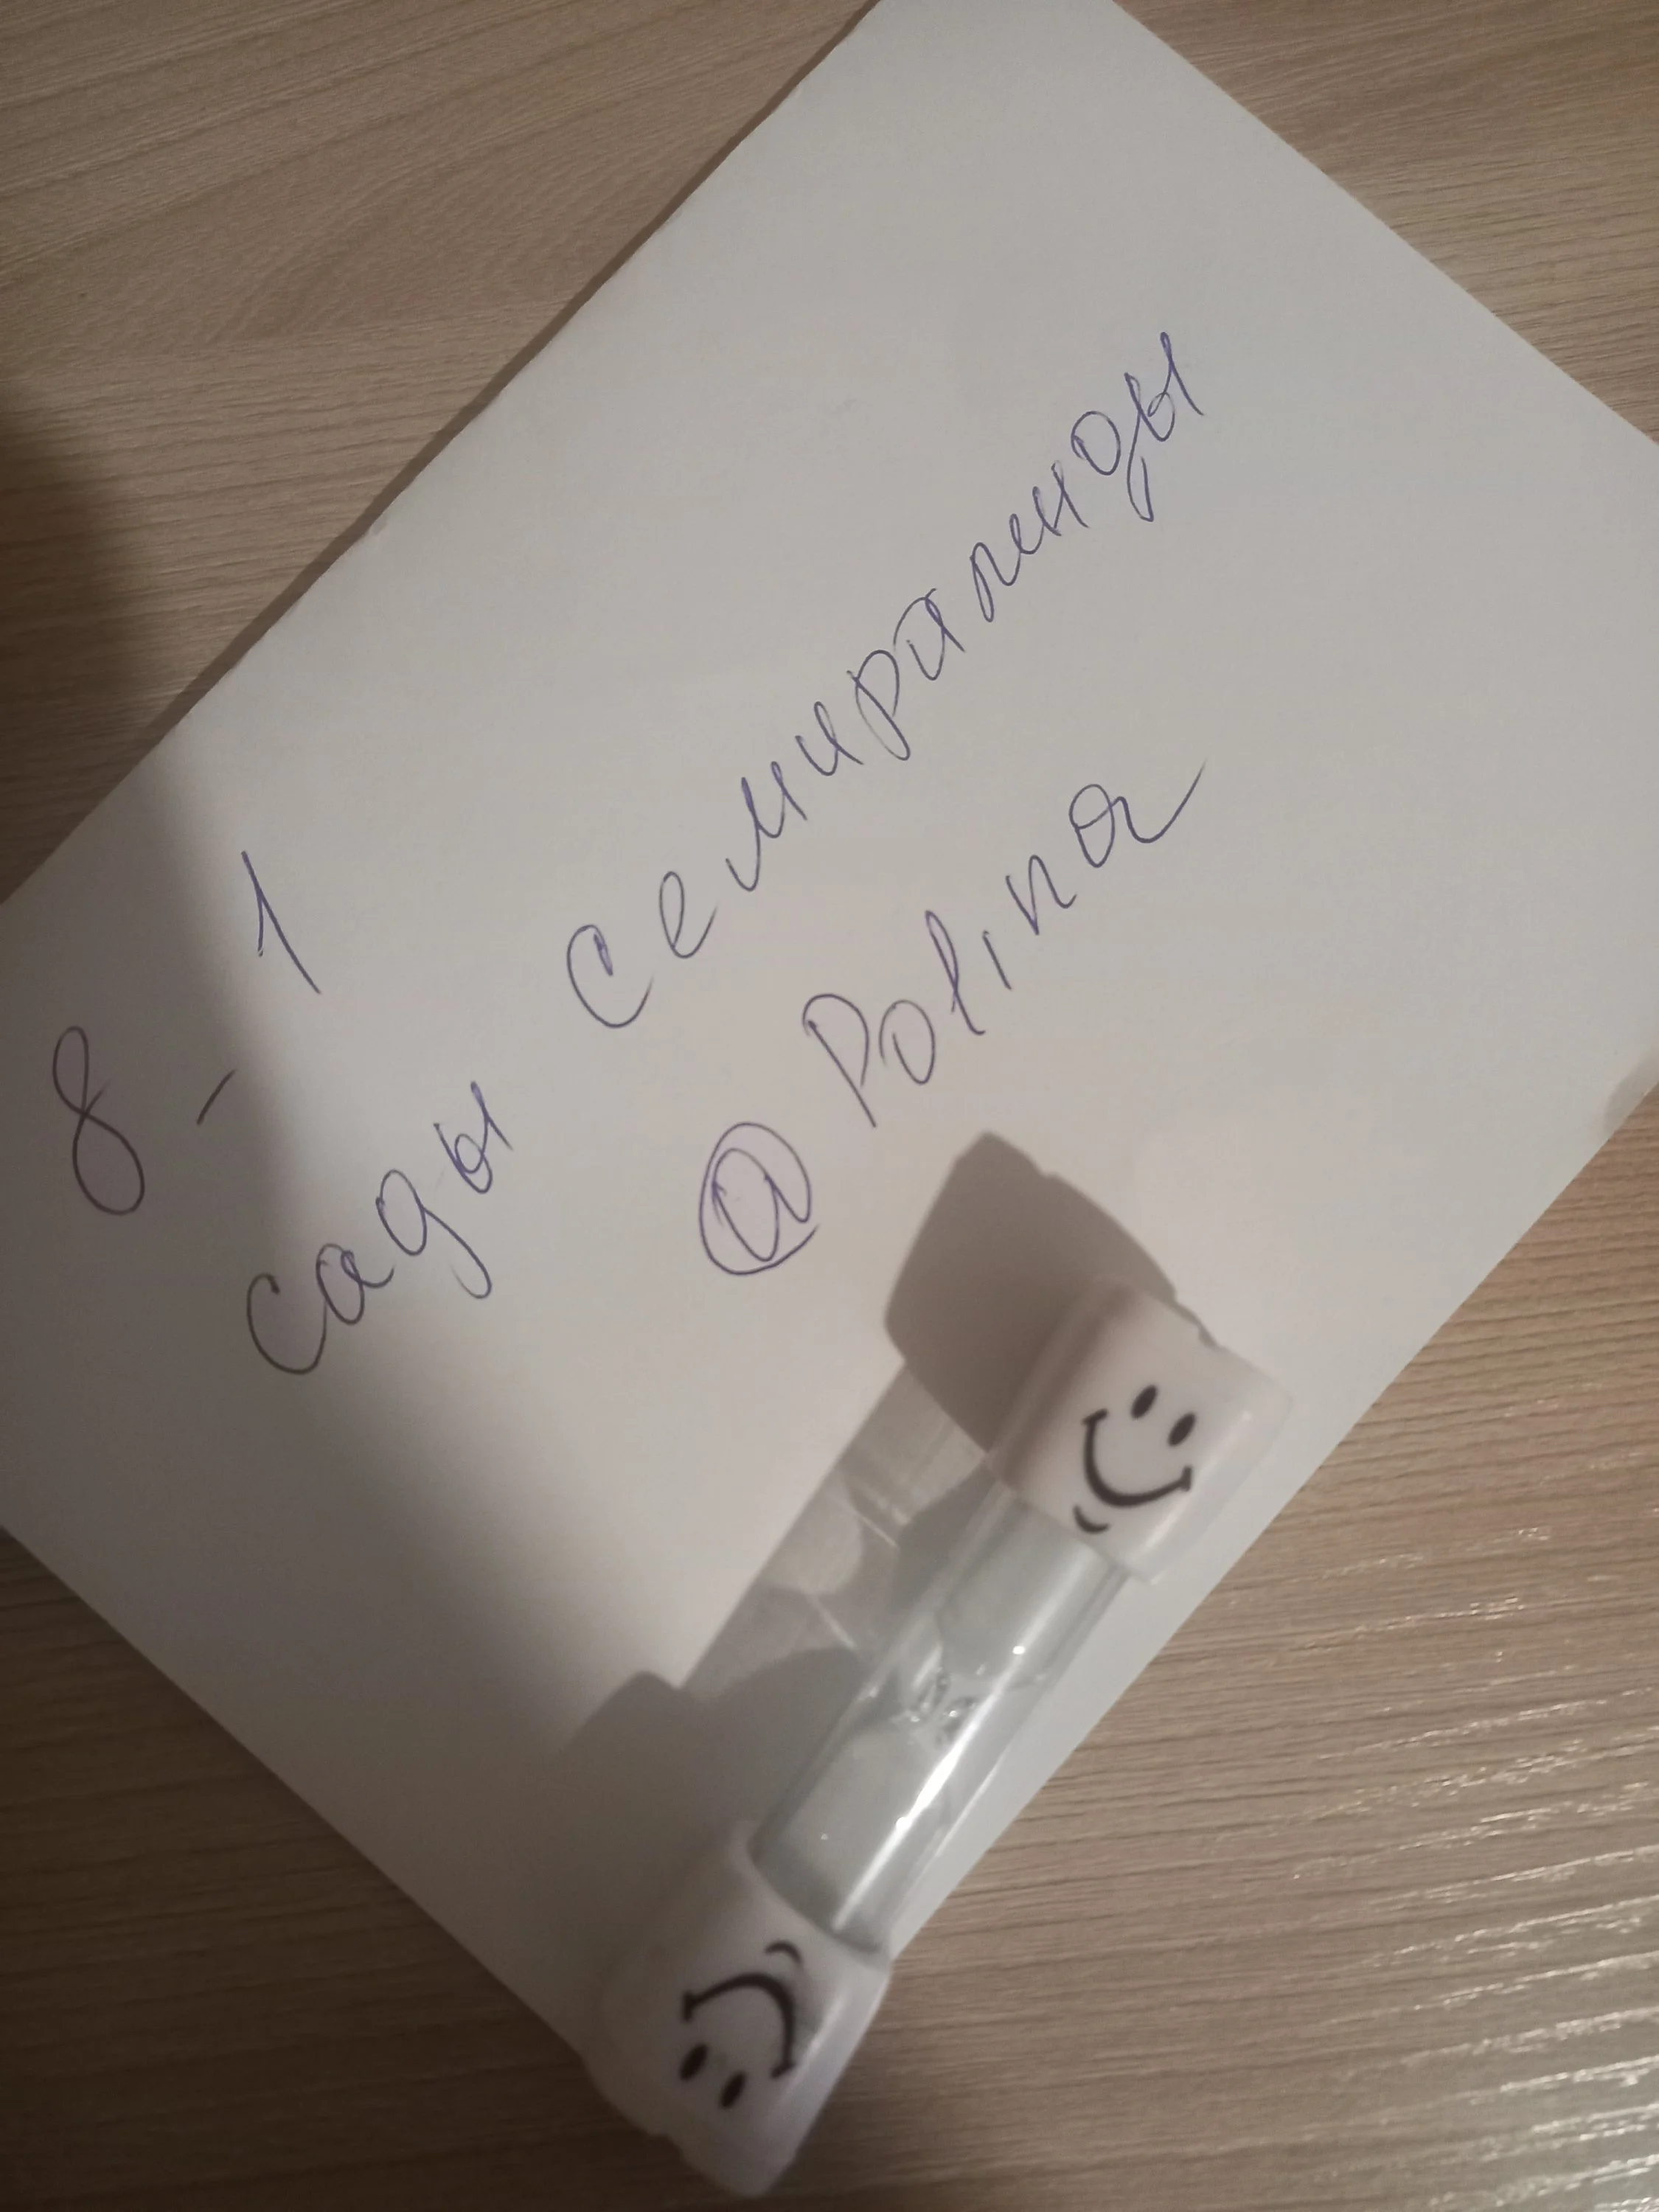 8 - 1
сады семирамиды
@ Polina